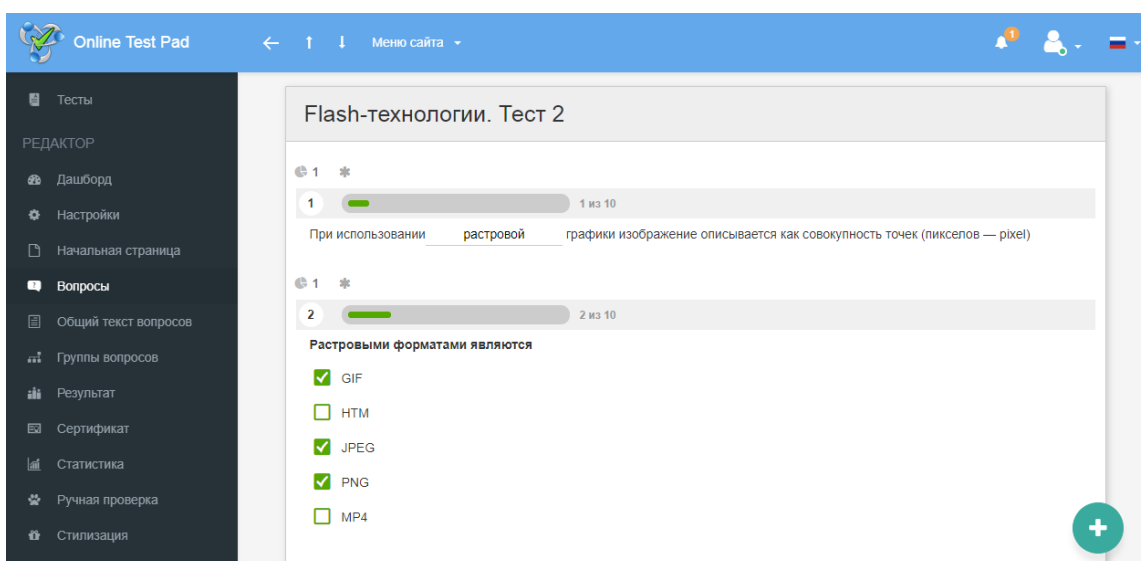 Online Test Pad
Меню сайта
1
Тесты
РЕДАКТОР
Дашборд
Настройки
Начальная страница
Вопросы
Общий текст вопросов
Группы вопросов
Результат
Сертификат
Статистика
Ручная проверка
Стилизация
Flash-технологии. Тест 2
1
1 1 из 10
При использовании растровой графики изображение описывается как совокупность точек (пикселов — pixel)
1
2 2 из 10
Растровыми форматами являются
GIF
HTM
JPEG
PNG
MP4